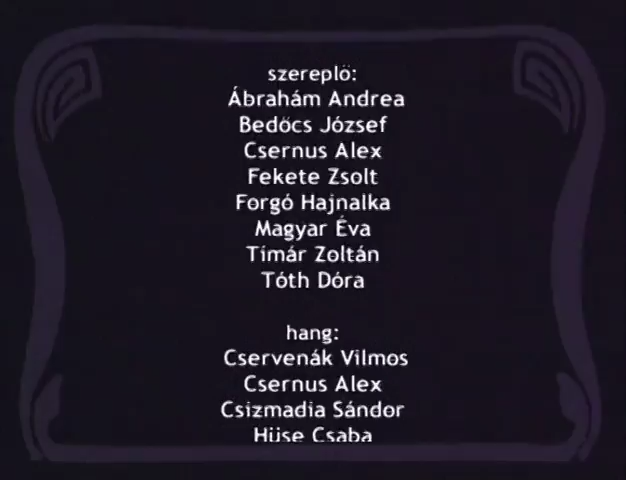 szereplö:
Ábrahám Andrea
Bedőcs József
Csernus Alex
Fekete Zsolt
Forgó Hajnalka
Magyar Éva
Tímár Zoltán
Tóth Dóra
hang:
Cservenák Vilmos
Csernus Alex
Csizmadia Sándor
Hüse Csaba